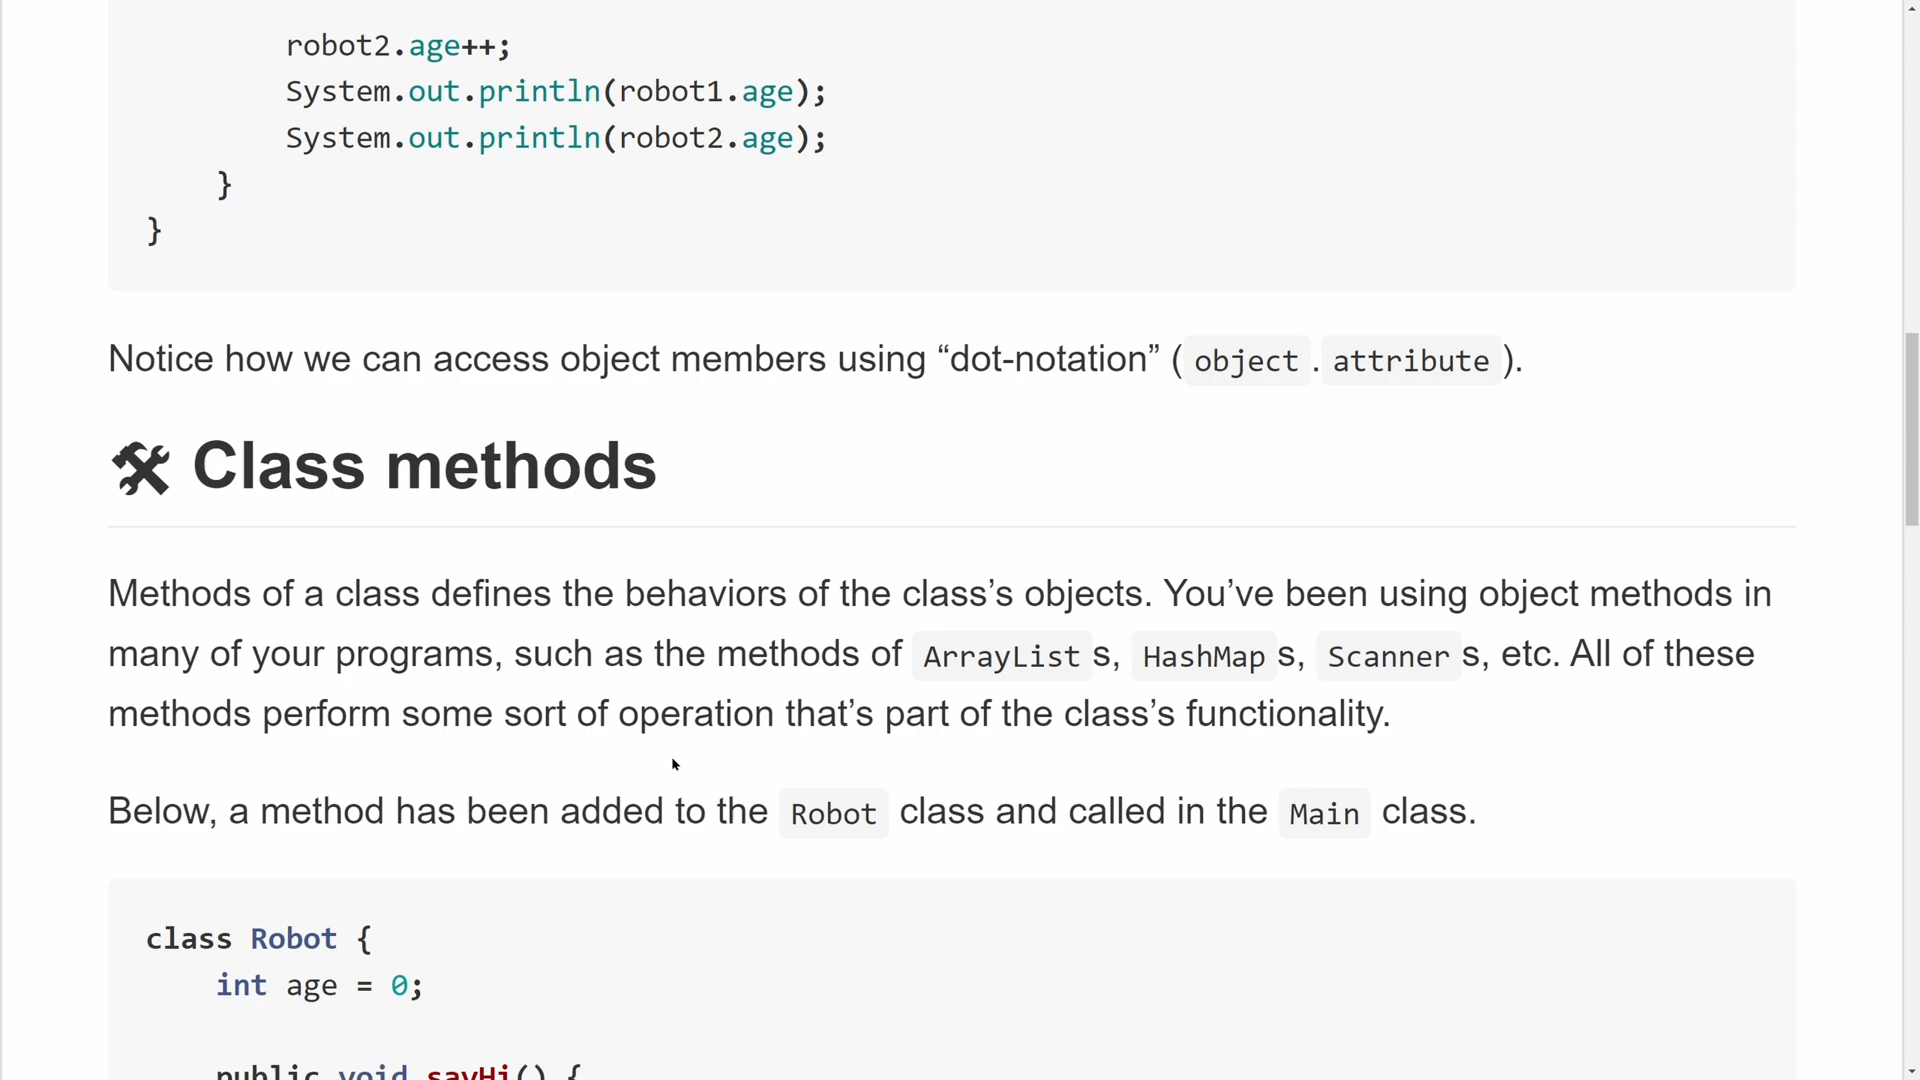 robot2.age++;
System.out.println(robot1.age);
System.out.println(robot2.age);
}
}
Notice how we can access object members using “dot-notation” ( object . attribute ).
🛠 Class methods
Methods of a class defines the behaviors of the class’s objects. You’ve been using object methods in
many of your programs, such as the methods of ArrayList s, HashMap s, Scanner s, etc. All of these
methods perform some sort of operation that’s part of the class’s functionality.
Below, a method has been added to the Robot class and called in the Main class.
class Robot {
int age = 0;
public void sayHi() {